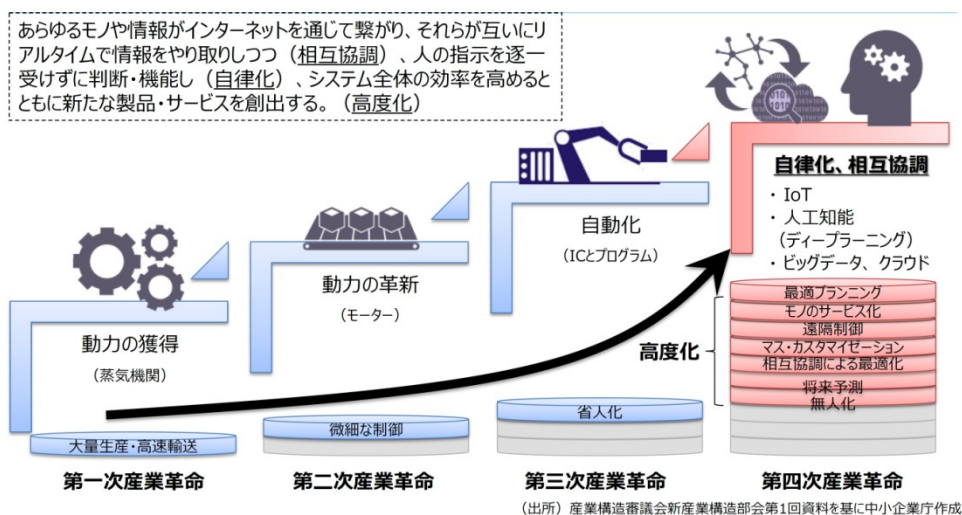 あらゆるモノや情報がインターネットを通じて繋がり、それらが互いにリ
アルタイムで情報をやり取りしつつ（相互協調）、人の指示を逐一
受けずに判断・機能し（自律化）、システム全体の効率を高めると
ともに新たな製品・サービスを創出する。（高度化）
動力の獲得
（蒸気機関）
大量生産・高速輸送
第一次産業革命
動力の革新
（モーター）
微細な制御
第二次産業革命
自動化
（ICとプログラム）
省人化
第三次産業革命
自律化、相互協調
・IoT
・人工知能
（ディープラーニング）
・ビッグデータ、クラウド
高度化
最適プランニング
モノのサービス化
遠隔制御
マス・カスタマイゼーション
相互協調による最適化
将来予測
無人化
第四次産業革命
（出所）産業構造審議会新産業構造部会第1回資料を基に中小企業庁作成